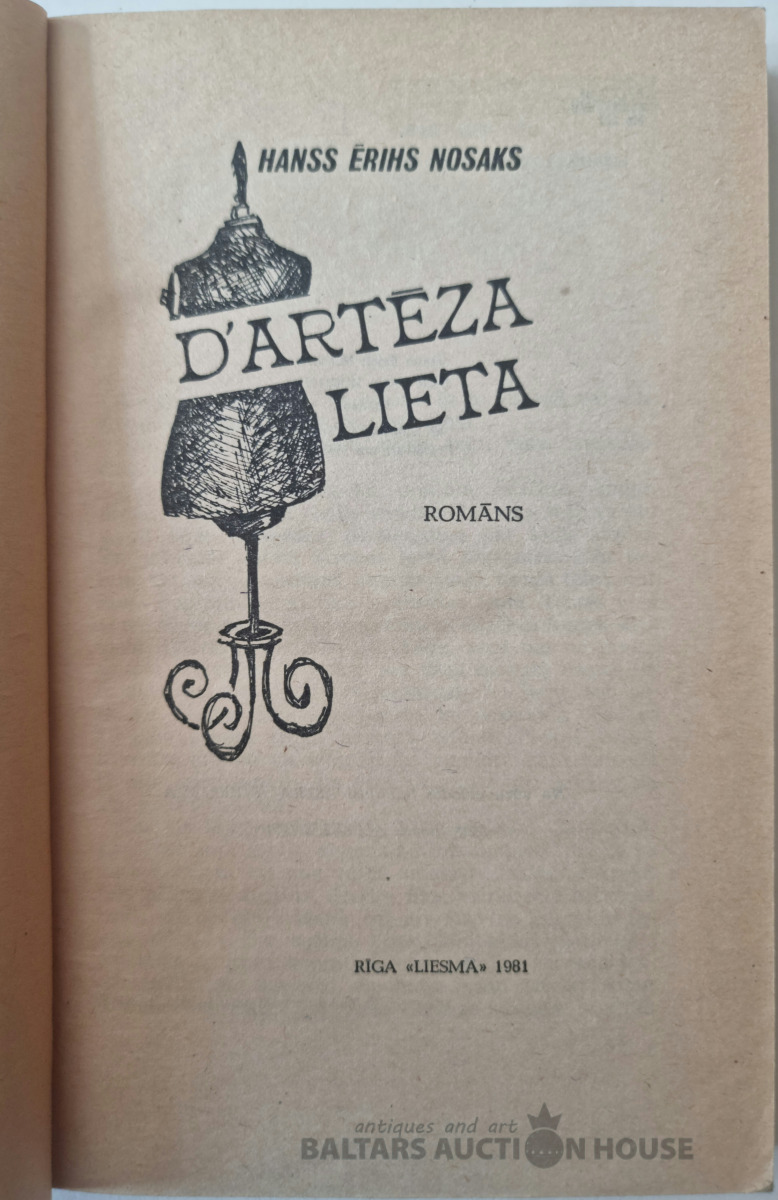 HANSS ĒRIHS NOSAKS
D'ARTĒZA
LIETA
ROMĀNS
RĪGA «LIESMA» 1981
antiques and art
BALTARS AUCTION HOUSE